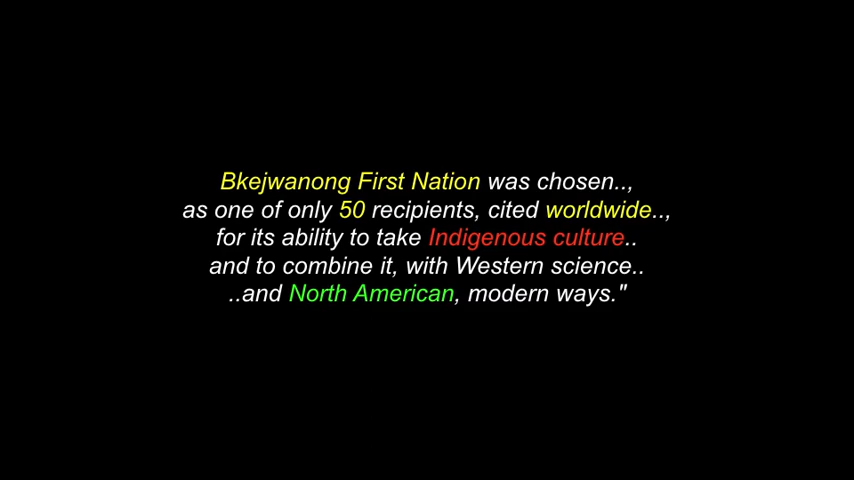 Bkejwanong First Nation was chosen..,
as one of only 50 recipients, cited worldwide..,
for its ability to take Indigenous culture..
and to combine it, with Western science..
..and North American, modern ways."